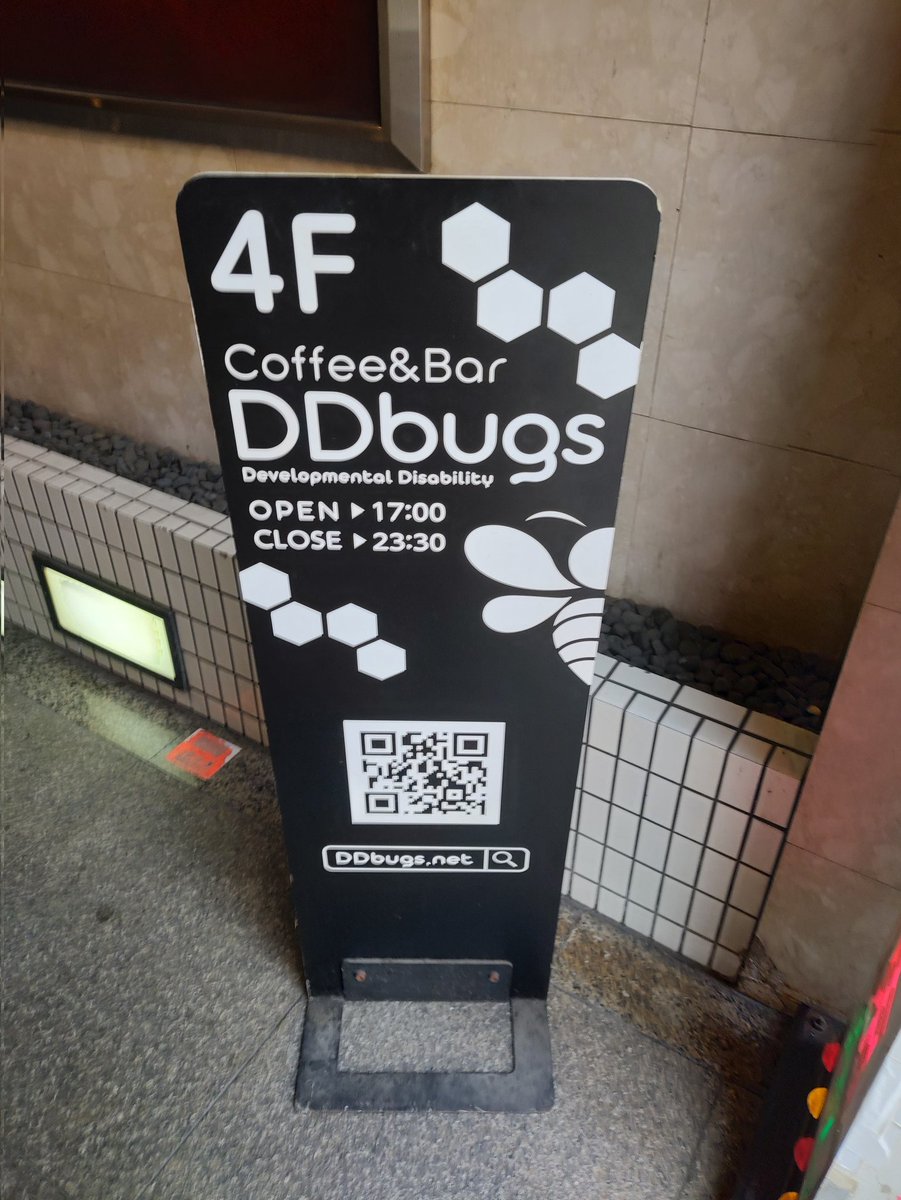 4F
Coffee&Bar
DDbugs
Developmental Disability
OPEN ▶ 17:00
CLOSE ▶ 23:30
DDbugs.net